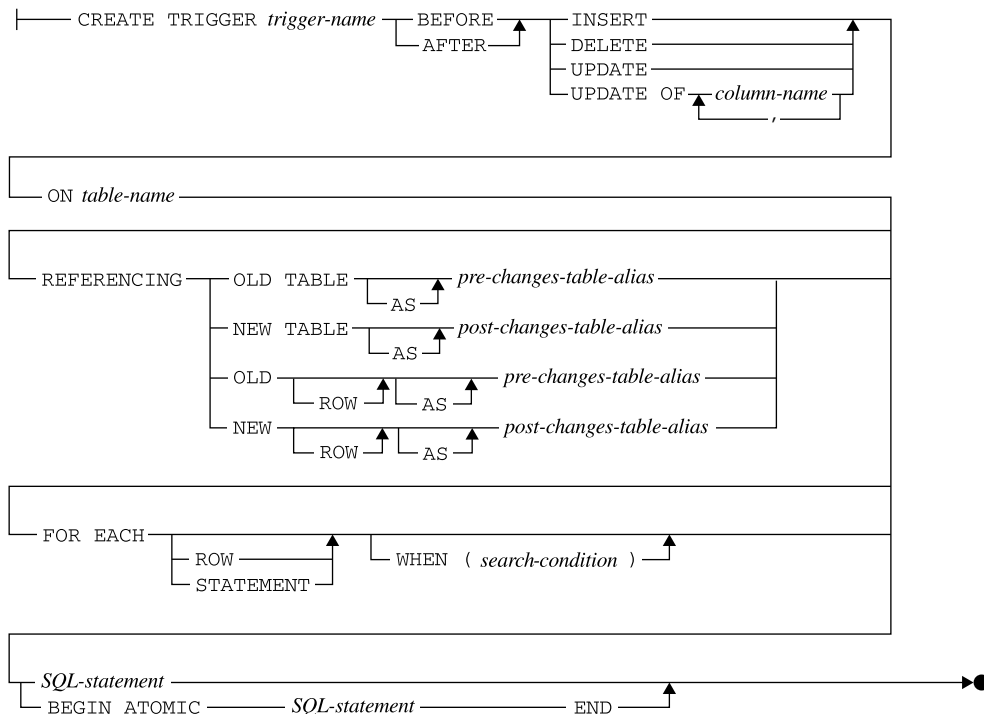 CREATE TRIGGER trigger-name BEFORE INSERT
AFTER DELETE
UPDATE
UPDATE OF column-name
,
ON table-name
REFERENCING OLD TABLE pre-changes-table-alias
AS
NEW TABLE post-changes-table-alias
AS
OLD pre-changes-table-alias
ROW AS
NEW post-changes-table-alias
ROW AS
FOR EACH
ROW WHEN ( search-condition )
STATEMENT
SQL-statement
BEGIN ATOMIC SQL-statement END